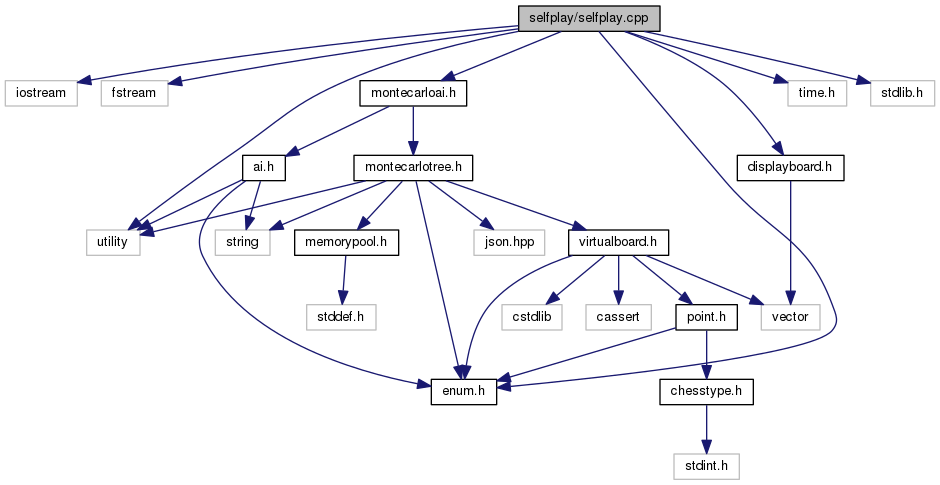 selfplay/selfplay.cpp
iostream
fstream
montecarloai.h
time.h
stdlib.h
ai.h
montecarlotree.h
displayboard.h
utility
string
memorypool.h
json.hpp
virtualboard.h
stddef.h
cstdlib
cassert
point.h
vector
enum.h
chesstype.h
stdint.h